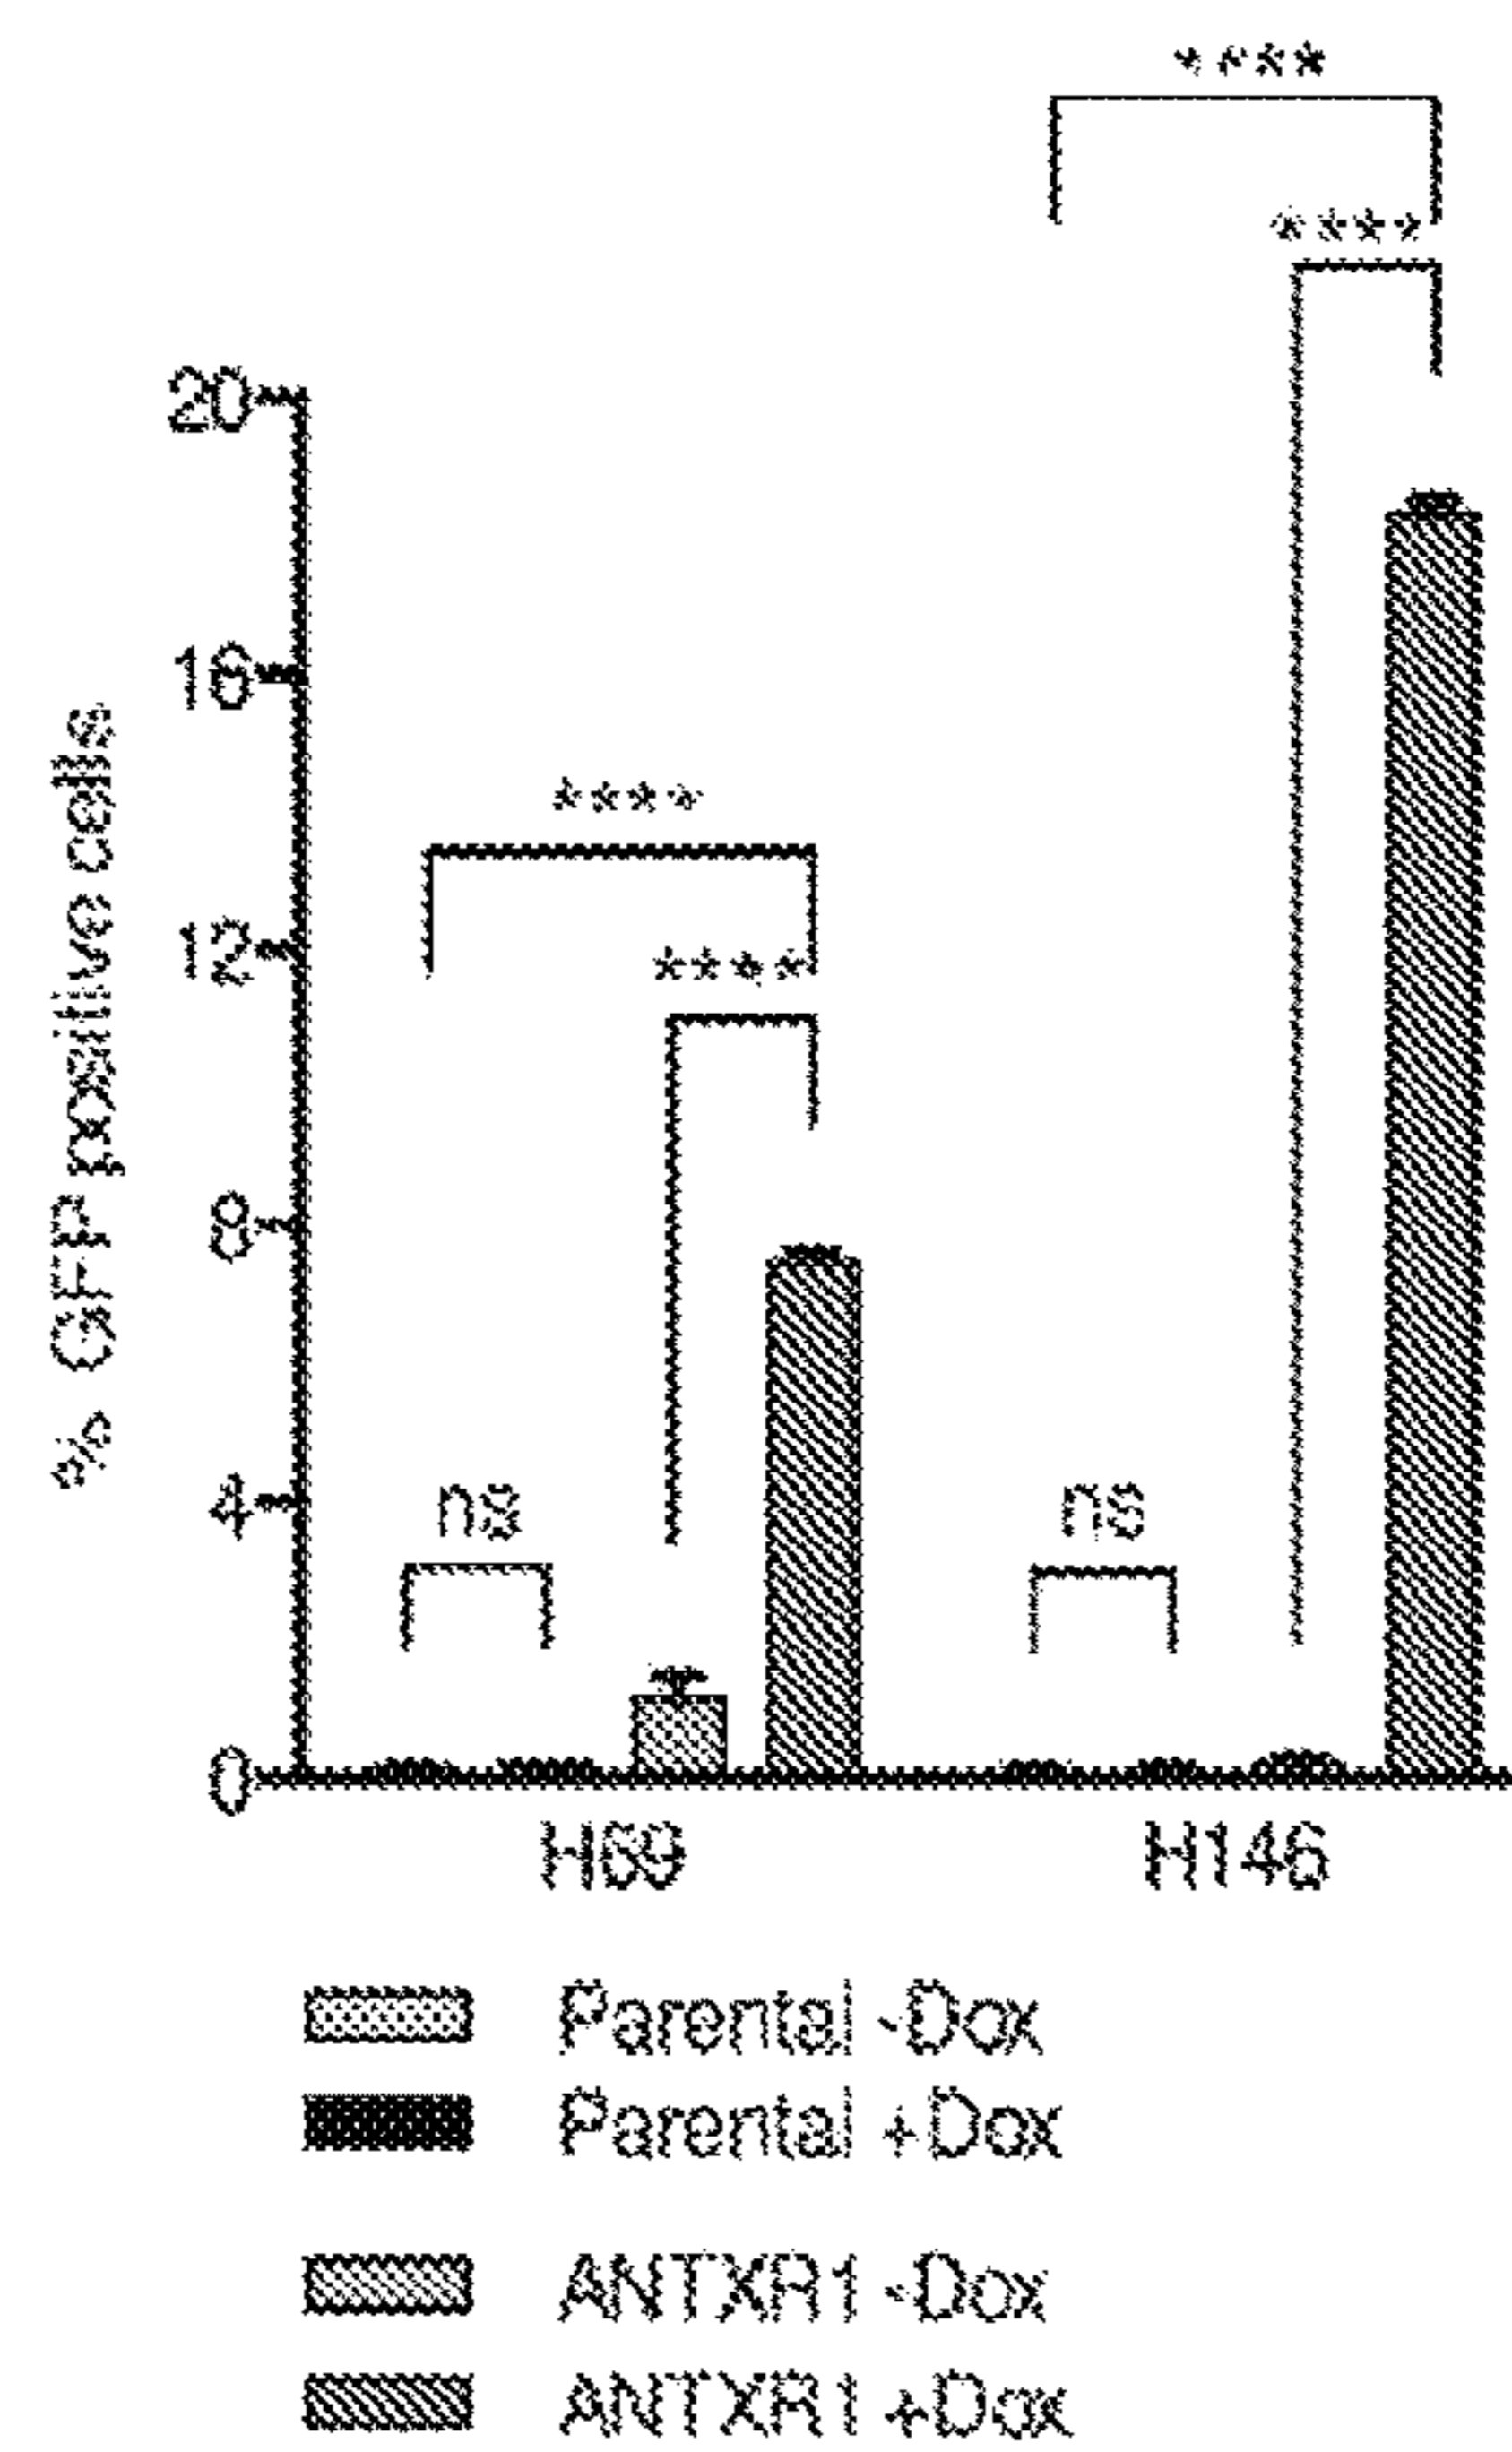 ****
****
20
16
****
12
****
% GFP positive cells
8
4
ns
ns
0
H69
H146
Parental -Dox
Parental +Dox
ANTXR1 -Dox
ANTXR1 +Dox